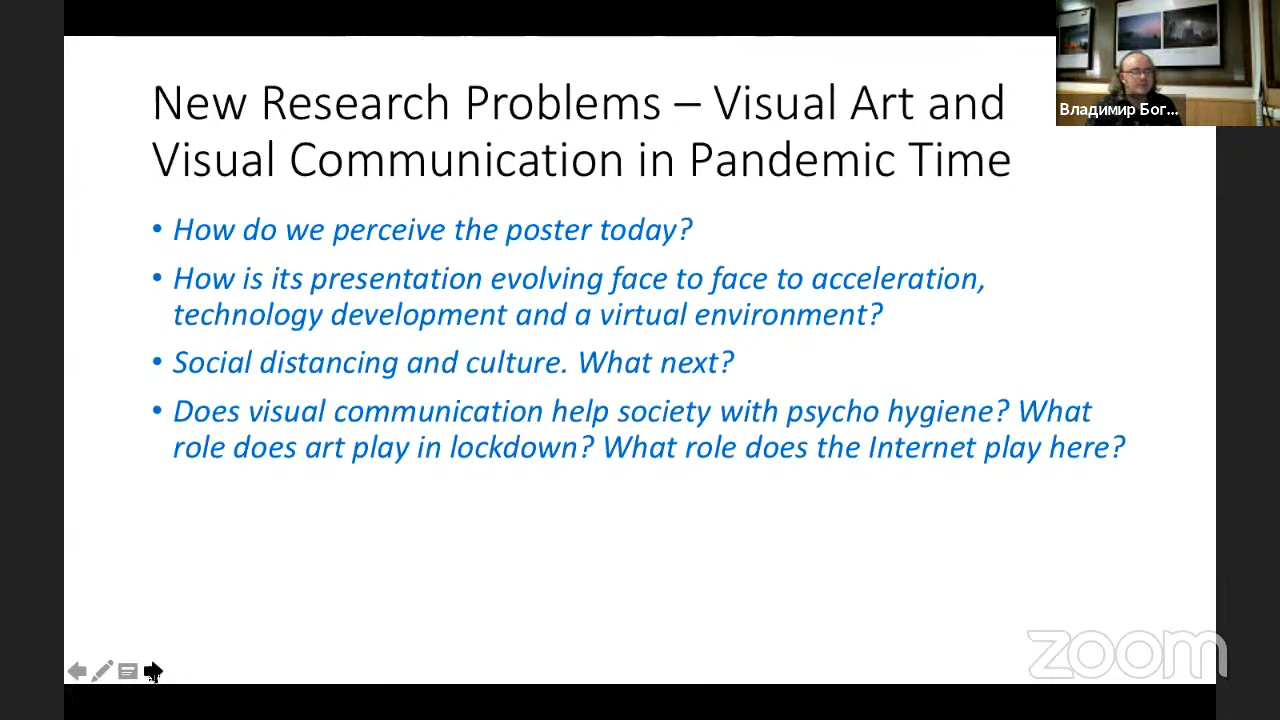 New Research Problems – Visual Art and
Visual Communication in Pandemic Time
Владимир Бог...
• How do we perceive the poster today?
• How is its presentation evolving face to face to acceleration,
technology development and a virtual environment?
• Social distancing and culture. What next?
• Does visual communication help society with psycho hygiene? What
role does art play in lockdown? What role does the Internet play here?
zoom